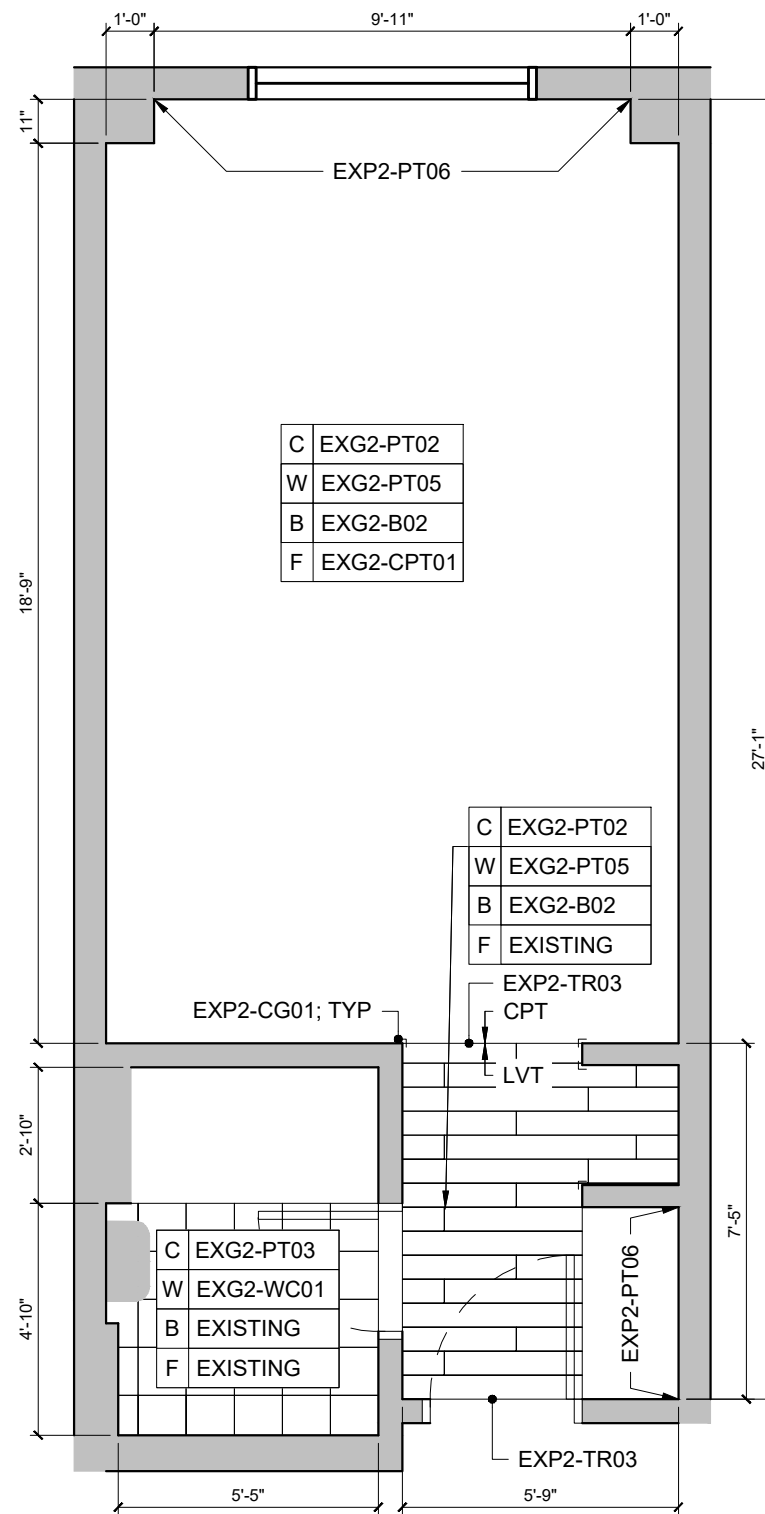 1'-0" 9'-11" 1'-0"
11"
EXP2-PT06
C EXG2-PT02
W EXG2-PT05
B EXG2-B02
F EXG2-CPT01
18'-9"
27'-1"
C EXG2-PT02
W EXG2-PT05
B EXG2-B02
F EXISTING
EXP2-TR03
EXP2-CG01; TYP
CPT
LVT
2'-10"
7'-5"
C EXG2-PT03
W EXG2-WC01
B EXISTING
F EXISTING
4'-10"
EXP2-PT06
EXP2-TR03
5'-5" 5'-9"